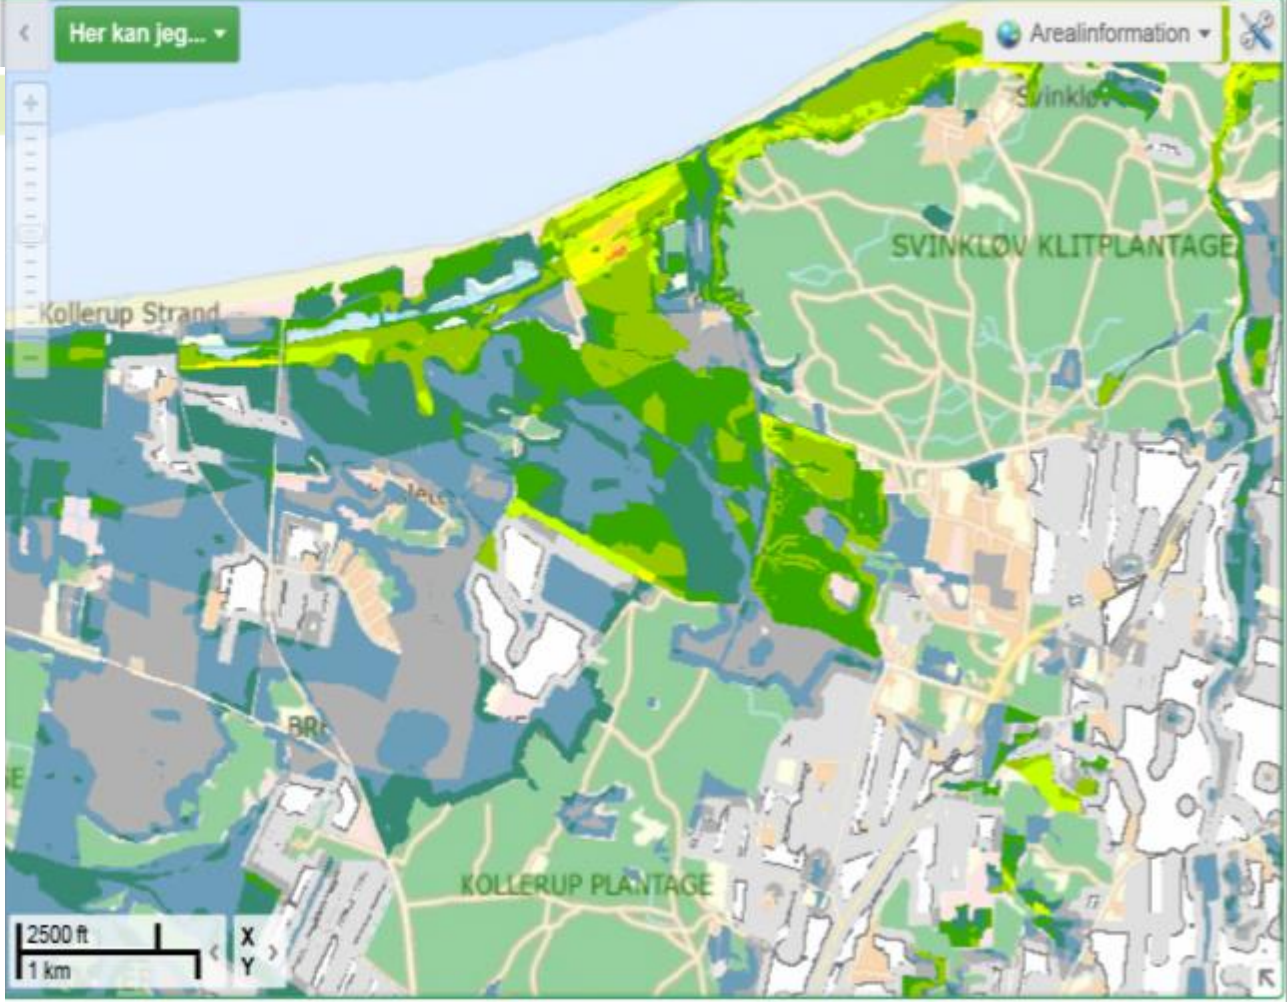 Her kan jeg...
Arealinformation
Svinkløv
SVINKLØV KLITPLANTAGE
Kollerup Strand
KOLLERUP PLANTAGE
2500 ft
1 km
X
Y